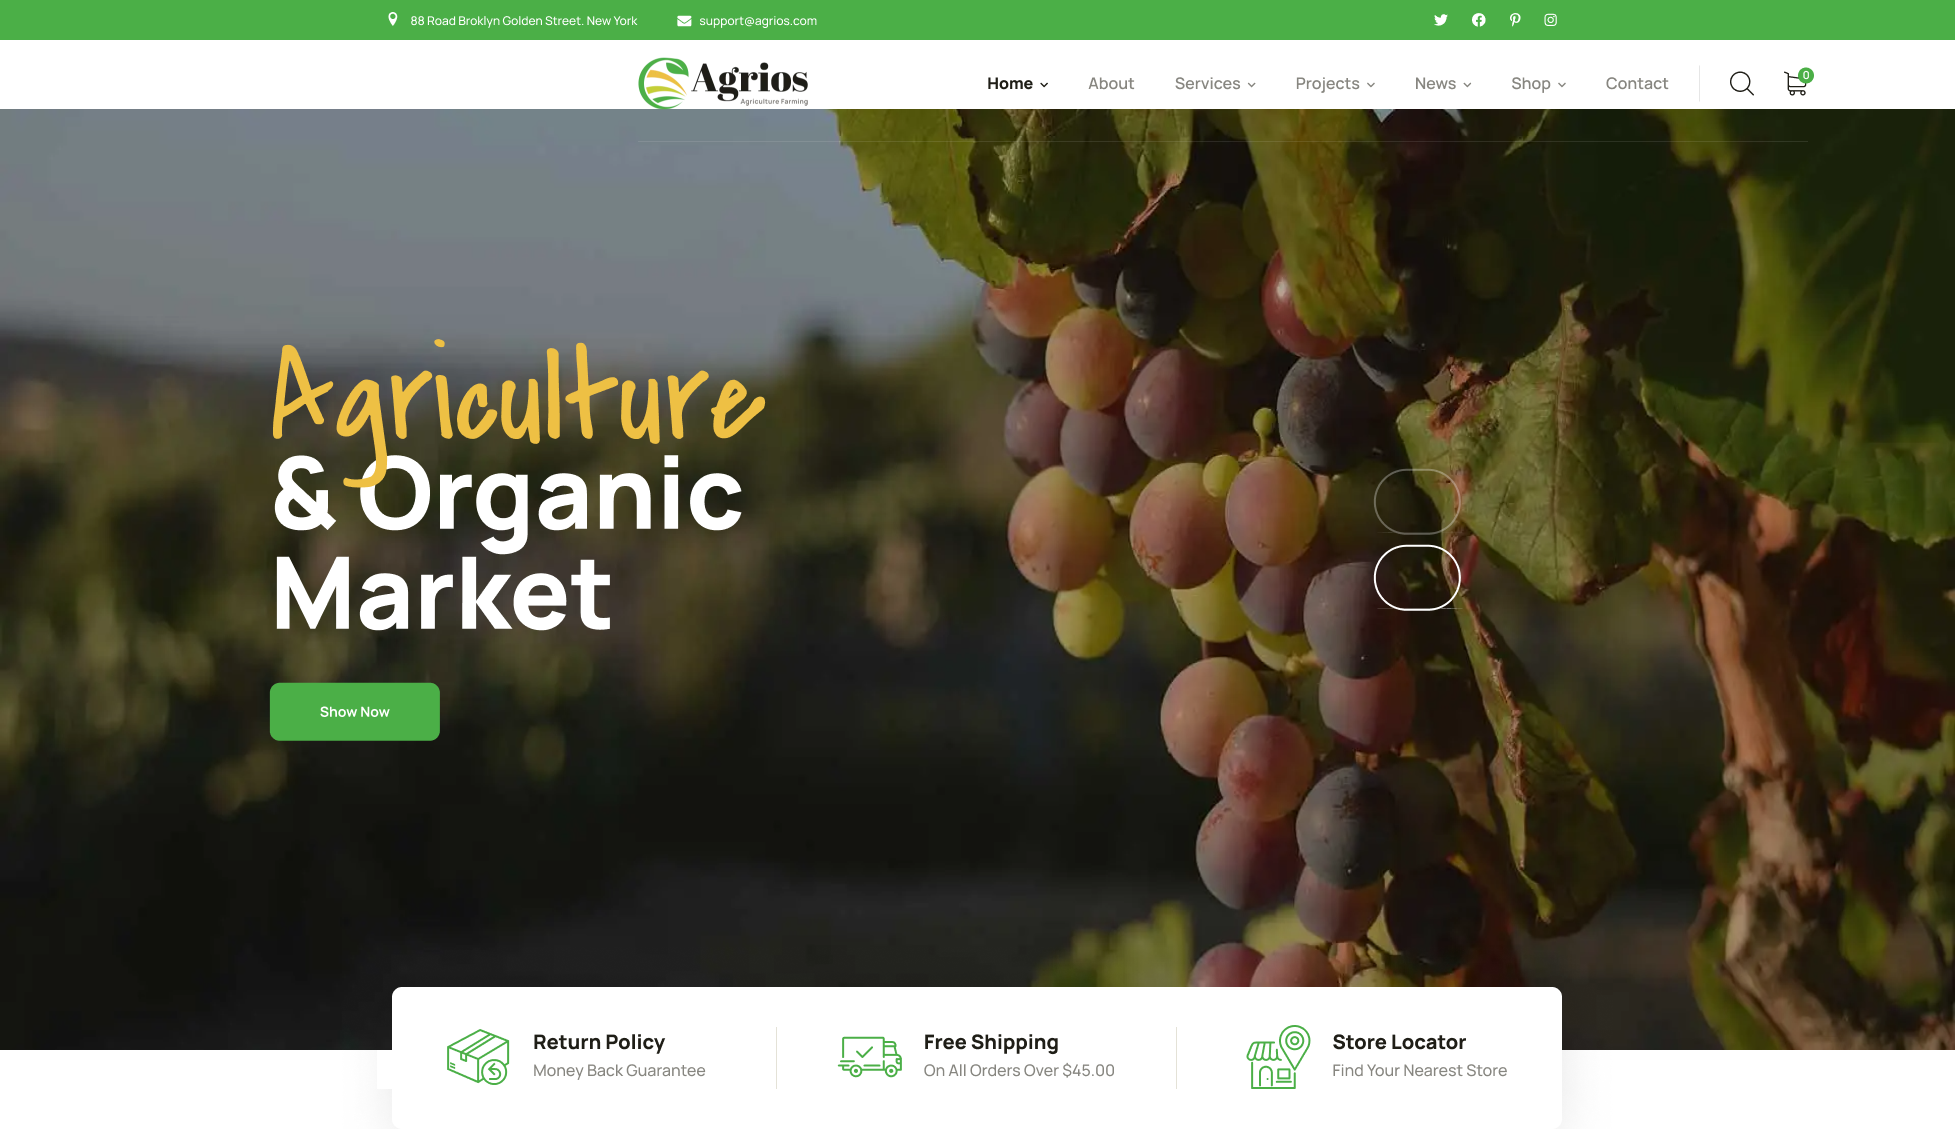 88 Road Broklyn Golden Street. New York
support@agrios.com
Agrios
Agriculture Farming
Home
About
Services
Projects
News
Shop
Contact
0
Agriculture
& Organic
Market
Show Now
Return Policy
Money Back Guarantee
Free Shipping
On All Orders Over $45.00
Store Locator
Find Your Nearest Store